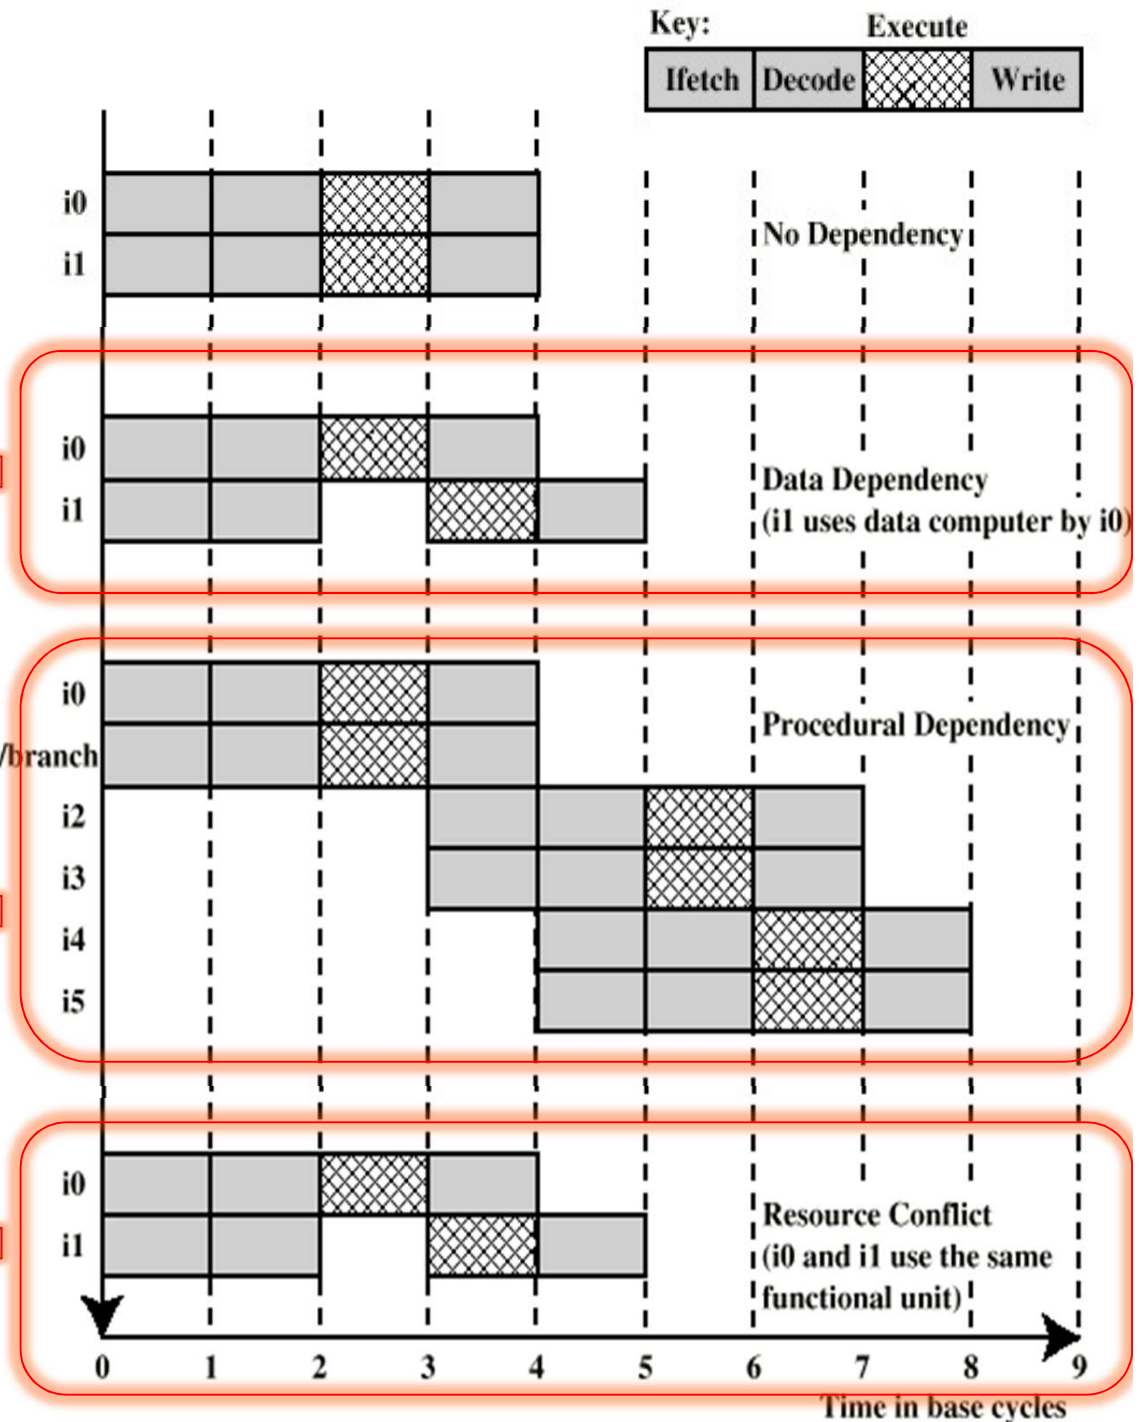 Key:
Execute
Ifetch
Decode
Write
i0
i1
No Dependency
i0
i1
Data Dependency
(i1 uses data computer by i0)
i0
/branch
i2
i3
i4
i5
Procedural Dependency
i0
i1
Resource Conflict
(i0 and i1 use the same
functional unit)
0 1 2 3 4 5 6 7 8 9
Time in base cycles